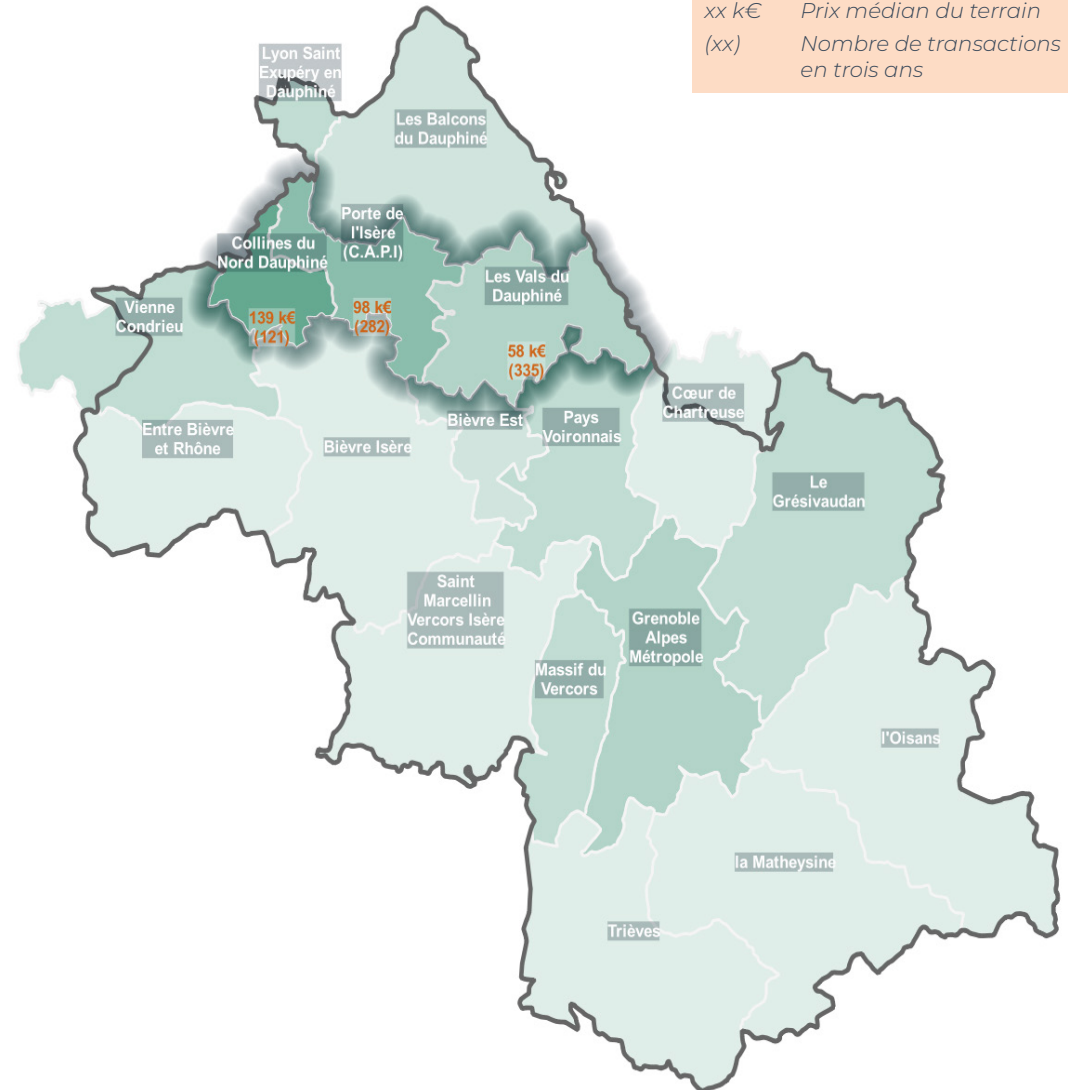 xx k€ Prix médian du terrain
(xx) Nombre de transactions
en trois ans
Lyon Saint
Exupéry en
Dauphiné
Les Balcons
du Dauphiné
Porte de
l'Isère
(C.A.P.I)
Collines du
Nord Dauphiné
Les Vals du
Dauphiné
Vienne
Condrieu
139 k€
(121)
98 k€
(282)
58 k€
(335)
Cœur de
Chartreuse
Entre Bièvre
et Rhône
Bièvre Isère
Bièvre Est
Pays
Voironnais
Le
Grésivaudan
Saint
Marcellin
Vercors Isère
Communauté
Grenoble
Alpes
Métropole
Massif du
Vercors
l'Oisans
la Matheysine
Trièves